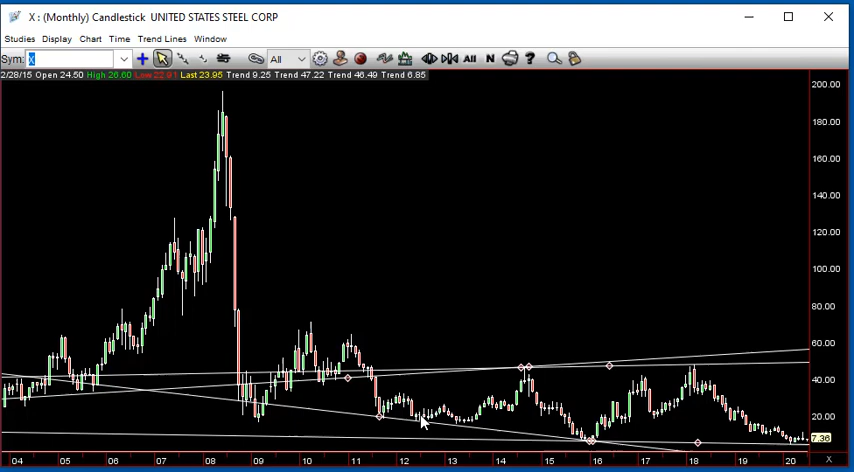 X : (Monthly) Candlestick UNITED STATES STEEL CORP
Studies Display Chart Time Trend Lines Window
Sym: X All All N ?
2/28/15 Open 24.50 High 26.60 Low 22.91 Last 23.95 Trend 9.25 Trend 47.22 Trend 46.49 Trend 6.85
200.00
180.00
160.00
140.00
120.00
100.00
80.00
60.00
40.00
20.00
7.36
04 05 06 07 08 09 10 11 12 13 14 15 16 17 18 19 20 X